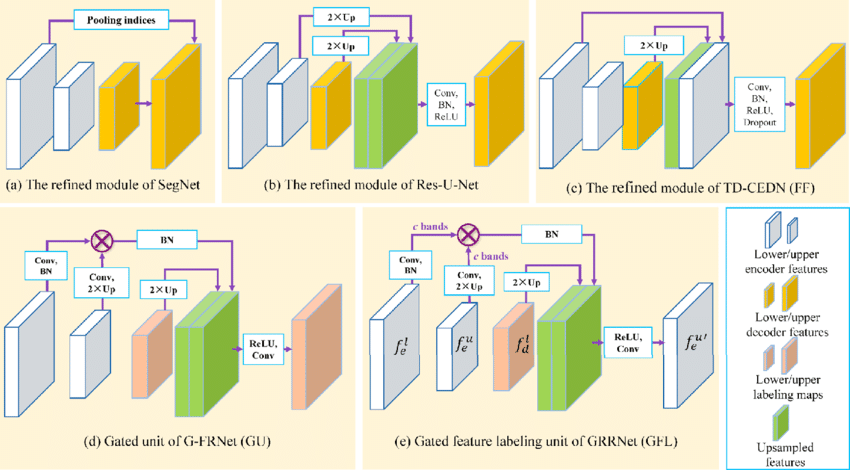 Pooling indices
(a) The refined module of SegNet
2×Up
2×Up
Conv,
BN,
ReLU
(b) The refined module of Res-U-Net
2×Up
Conv,
BN,
ReLU,
Dropout
(c) The refined module of TD-CEDN (FF)
BN
Conv,
BN
Conv,
2×Up
2×Up
ReLU,
Conv
(d) Gated unit of G-FRNet (GU)
c bands
BN
c bands
Conv,
BN
Conv,
2×Up
2×Up
ReLU,
Conv
f_e^l
f_e^u
f_d^l
f_e^u′
(e) Gated feature labeling unit of GRRNet (GFL)
Lower/upper
encoder features
Lower/upper
decoder features
Lower/upper
labeling maps
Upsampled
features